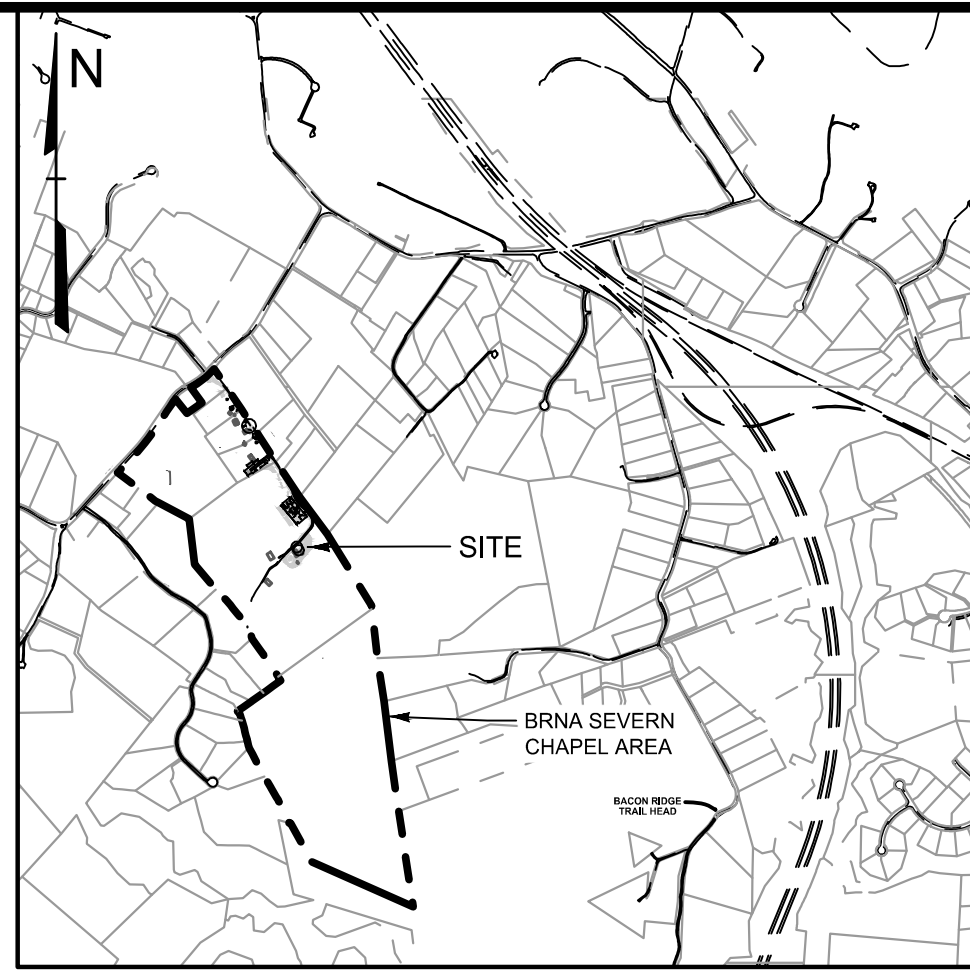 N
SITE
BRNA SEVERN
CHAPEL AREA
BACON RIDGE
TRAIL HEAD